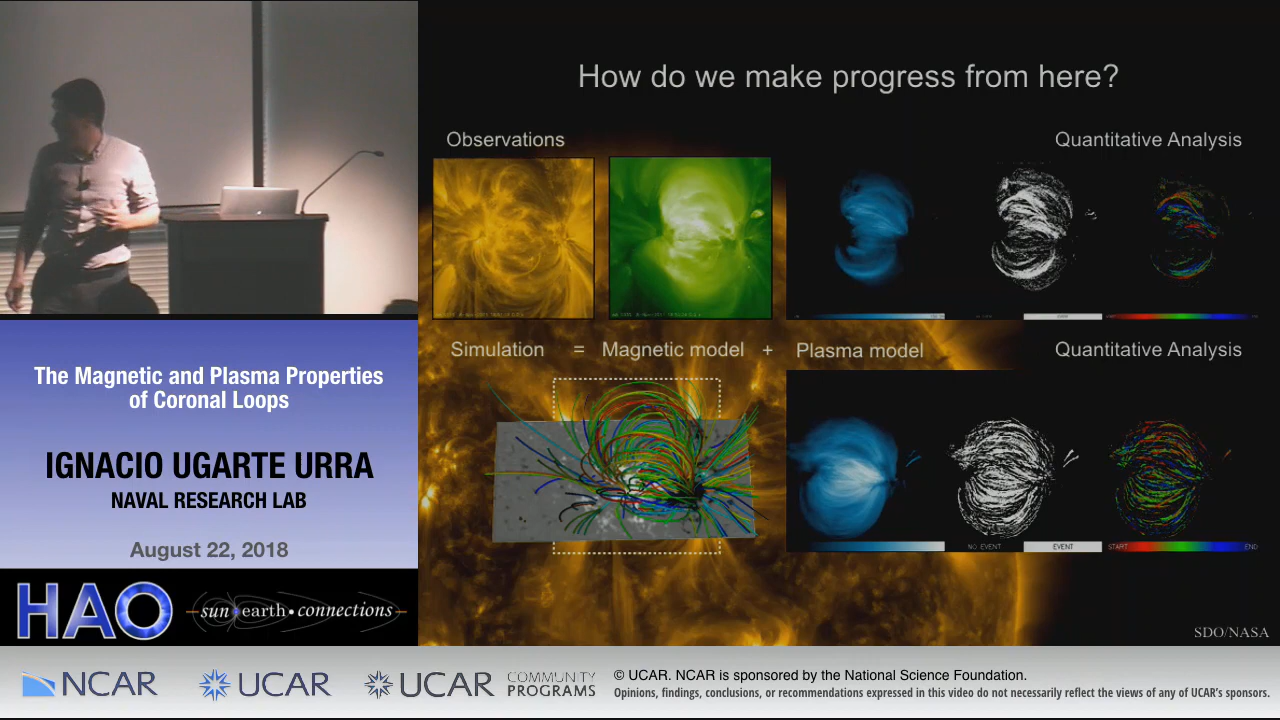 How do we make progress from here?
Observations
Quantitative Analysis
Simulation = Magnetic model + Plasma model
Quantitative Analysis
NO EVENT
EVENT
START
END
SDO/NASA
The Magnetic and Plasma Properties
of Coronal Loops
IGNACIO UGARTE URRA
NAVAL RESEARCH LAB
August 22, 2018
HAO
sun earth • connections
NCAR
UCAR
UCAR
COMMUNITY
PROGRAMS
© UCAR. NCAR is sponsored by the National Science Foundation.
Opinions, findings, conclusions, or recommendations expressed in this video do not necessarily reflect the views of any of UCAR's sponsors.